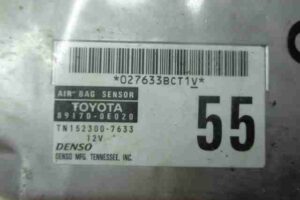 *027633BCT1V*
AIR BAG SENSOR
TOYOTA
89170-0E020
TN152300-7633
12V
DENSO
DENSO MFG. TENNESSEE, INC.
55